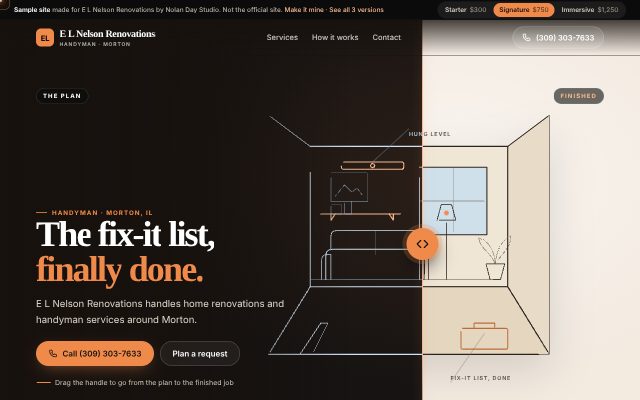 Sample site made for E L Nelson Renovations by Nolan Day Studio. Not the official site. Make it mine · See all 3 versions
Starter $300 Signature $750 Immersive $1,250
EL E L Nelson Renovations
HANDYMAN · MORTON
Services How it works Contact
(309) 303-7633
THE PLAN
FINISHED
HUNG LEVEL
HANDYMAN · MORTON, IL
The fix-it list,
finally done.
E L Nelson Renovations handles home renovations and
handyman services around Morton.
Call (309) 303-7633 Plan a request
FIX-IT LIST, DONE
Drag the handle to go from the plan to the finished job